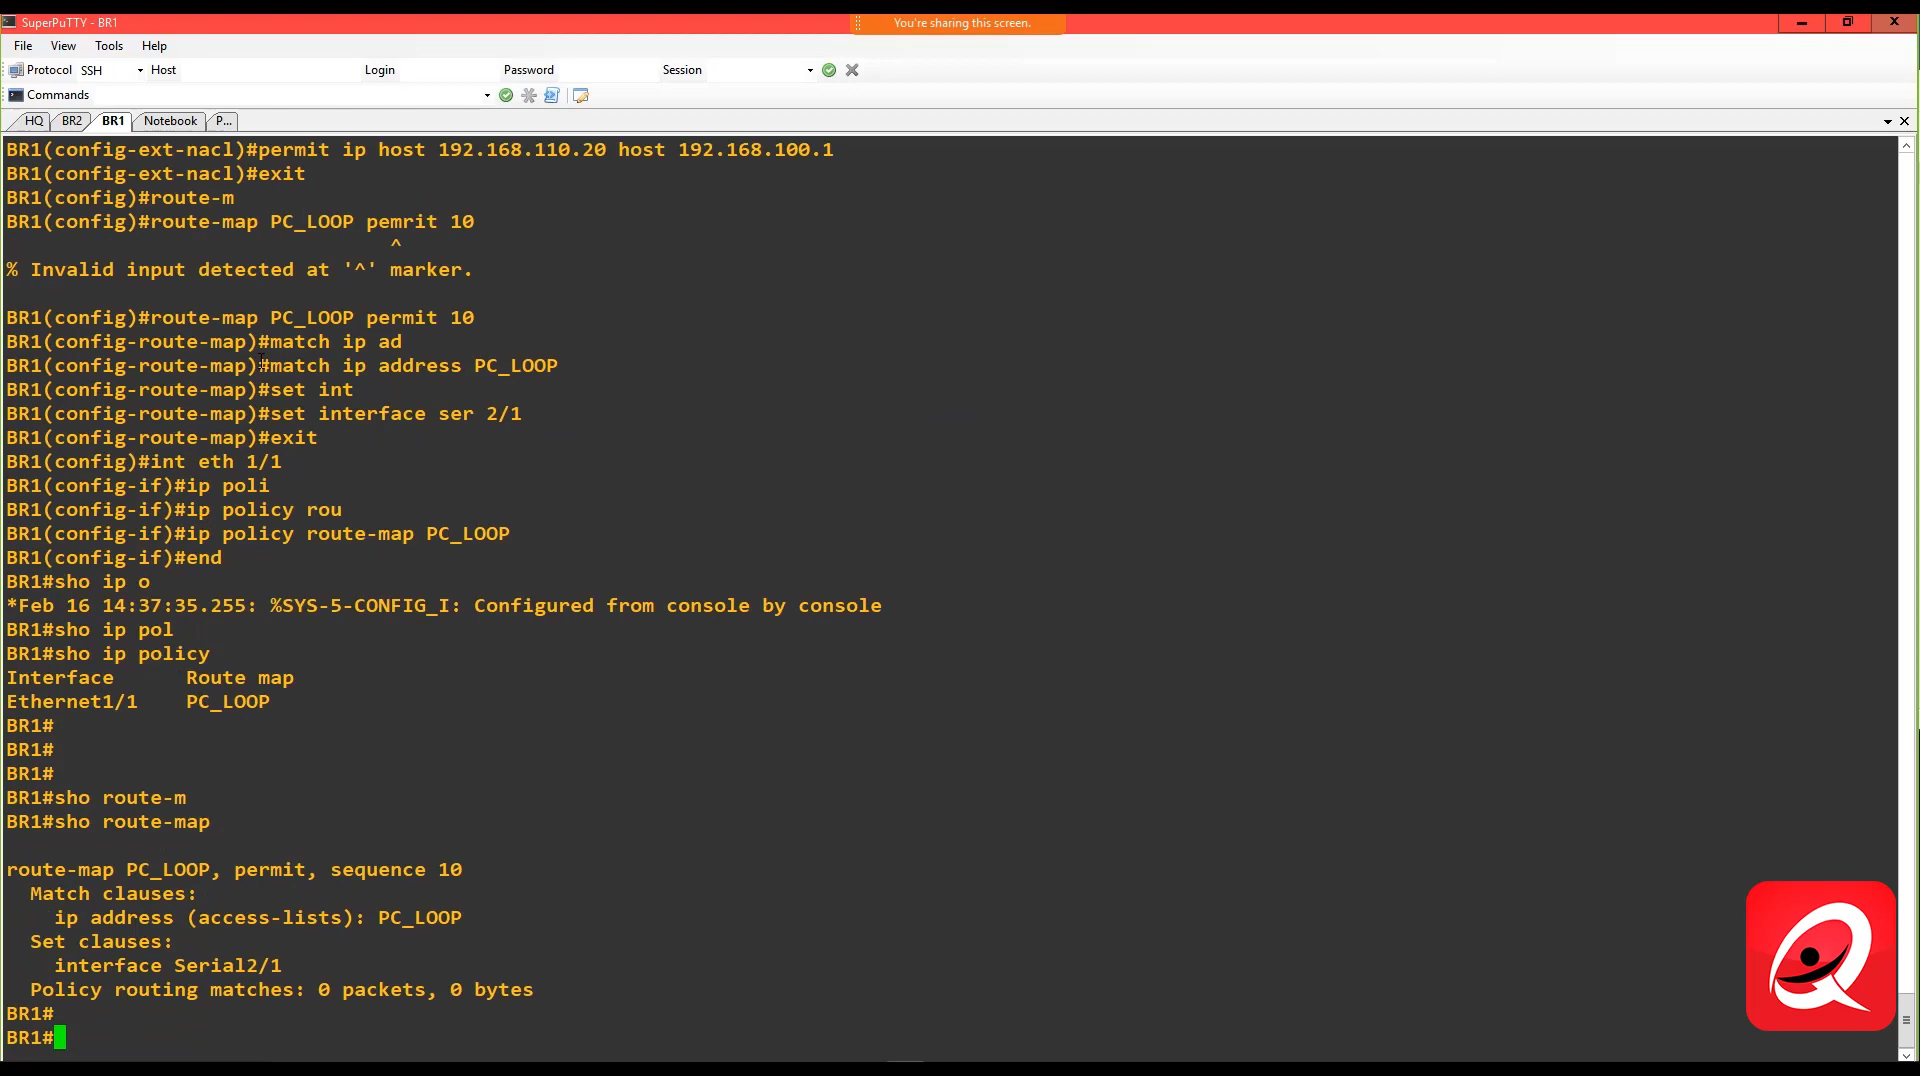 SuperPuTTY - BR1
You're sharing this screen.
File View Tools Help
Protocol SSH Host Login Password Session
Commands
HQ BR2 BR1 Notebook P...
BR1(config-ext-nacl)#permit ip host 192.168.110.20 host 192.168.100.1
BR1(config-ext-nacl)#exit
BR1(config)#route-m
BR1(config)#route-map PC_LOOP pemrit 10
^
% Invalid input detected at '^' marker.
BR1(config)#route-map PC_LOOP permit 10
BR1(config-route-map)#match ip ad
BR1(config-route-map)#match ip address PC_LOOP
BR1(config-route-map)#set int
BR1(config-route-map)#set interface ser 2/1
BR1(config-route-map)#exit
BR1(config)#int eth 1/1
BR1(config-if)#ip poli
BR1(config-if)#ip policy rou
BR1(config-if)#ip policy route-map PC_LOOP
BR1(config-if)#end
BR1#sho ip o
*Feb 16 14:37:35.255: %SYS-5-CONFIG_I: Configured from console by console
BR1#sho ip pol
BR1#sho ip policy
Interface Route map
Ethernet1/1 PC_LOOP
BR1#
BR1#
BR1#
BR1#sho route-m
BR1#sho route-map
route-map PC_LOOP, permit, sequence 10
Match clauses:
ip address (access-lists): PC_LOOP
Set clauses:
interface Serial2/1
Policy routing matches: 0 packets, 0 bytes
BR1#
BR1#